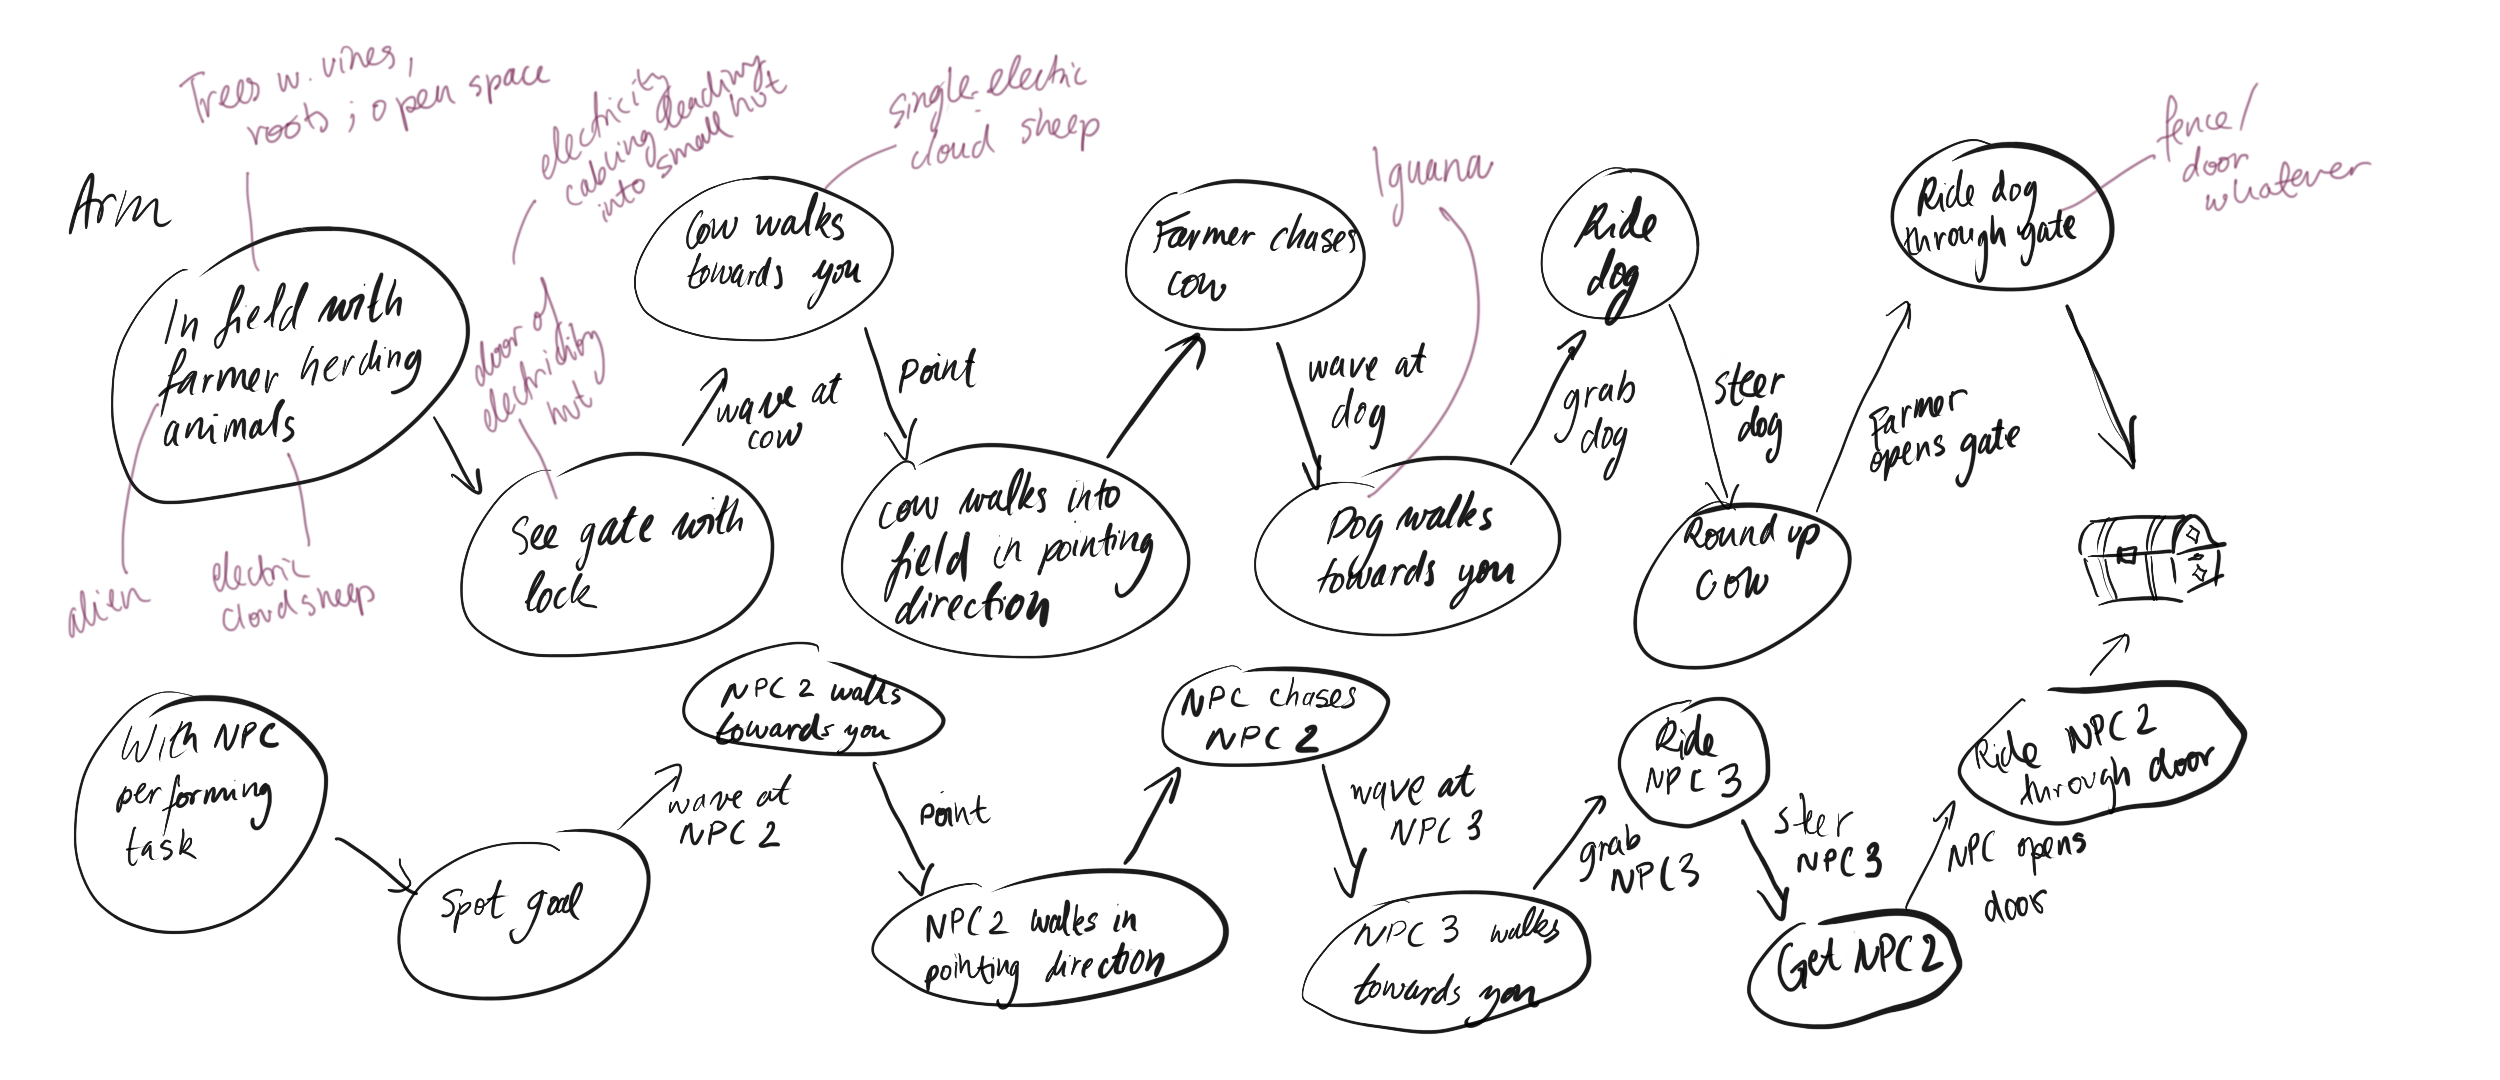 Arm
Trees w. vines,
roots; open space
electricity
cabling leading
into small hut
single electric
cloud sheep
Iguana
fence/
door
whatever
In field with
farmer herding
animals
alien
electric
cloudsheep
door of
electricity
hut
See gate with
lock
wave at
cow
Cow walks
towards you
Point
Cow walks into
field in pointing
direction
Farmer chases
cow
wave at
dog
Dog walks
towards you
grab
dog
Ride
dog
steer
dog
Round up
cow
Farmer
opens gate
Ride dog
through gate
With NPC
performing
task
Spot goal
wave at
NPC 2
NPC 2 walks
towards you
point
NPC 2 walks in
pointing direction
NPC chases
NPC 2
wave at
NPC 3
NPC 3 walks
towards you
grab
NPC 3
Ride
NPC 3
steer
NPC 3
Get NPC 2
NPC opens
door
Ride NPC 2
through door